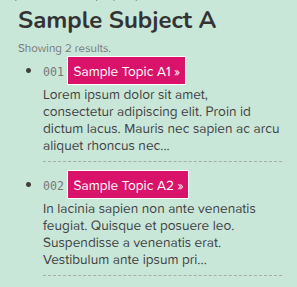 Sample Subject A
Showing 2 results.
001 Sample Topic A1 »
Lorem ipsum dolor sit amet,
consectetur adipiscing elit. Proin id
dictum lacus. Mauris nec sapien ac arcu
aliquet rhoncus nec...
002 Sample Topic A2 »
In lacinia sapien non ante venenatis
feugiat. Quisque et posuere leo.
Suspendisse a venenatis erat.
Vestibulum ante ipsum pri...